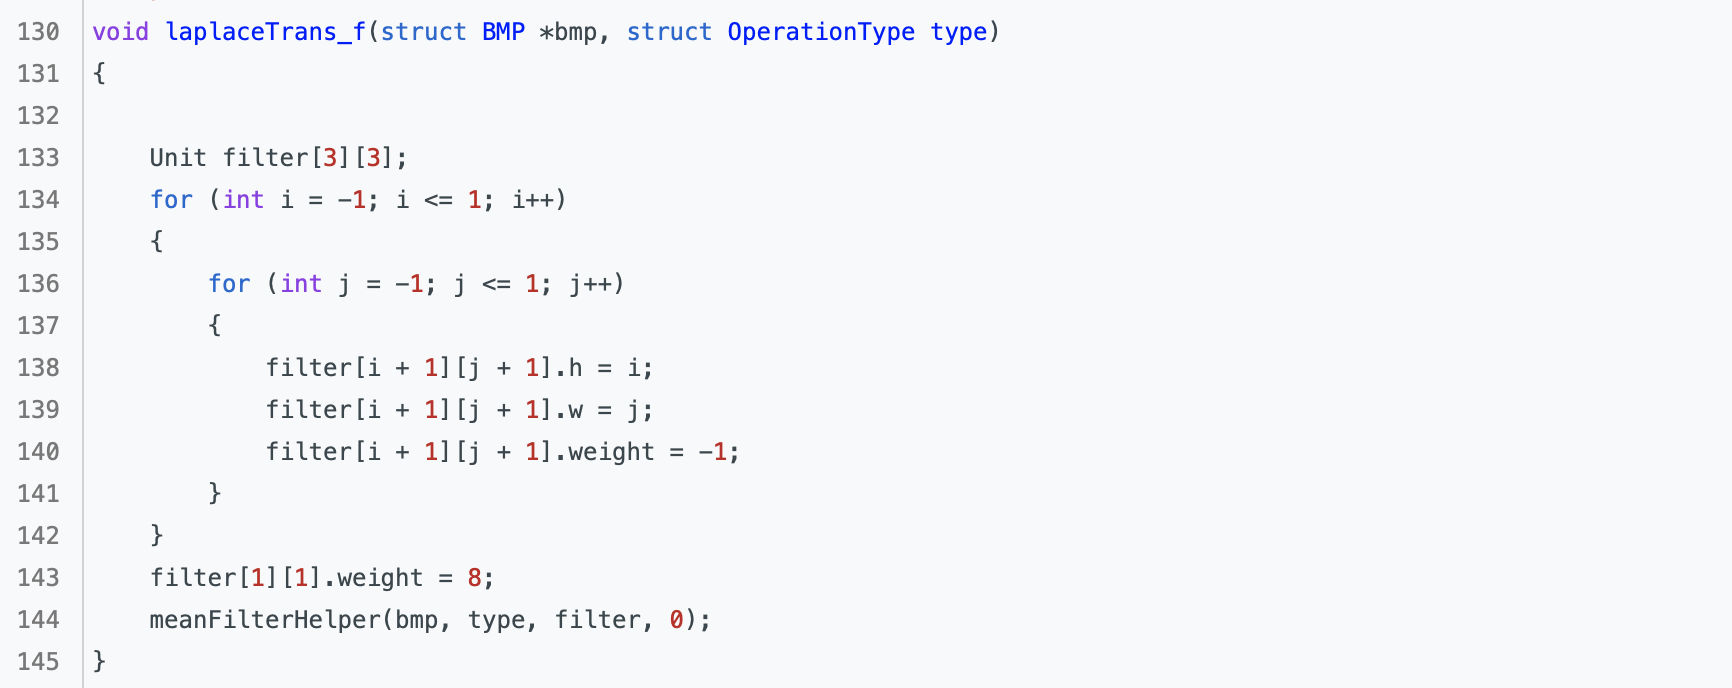 130 void laplaceTrans_f(struct BMP *bmp, struct OperationType type)
131 {
132
133     Unit filter[3][3];
134     for (int i = -1; i <= 1; i++)
135     {
136         for (int j = -1; j <= 1; j++)
137         {
138             filter[i + 1][j + 1].h = i;
139             filter[i + 1][j + 1].w = j;
140             filter[i + 1][j + 1].weight = -1;
141         }
142     }
143     filter[1][1].weight = 8;
144     meanFilterHelper(bmp, type, filter, 0);
145 }